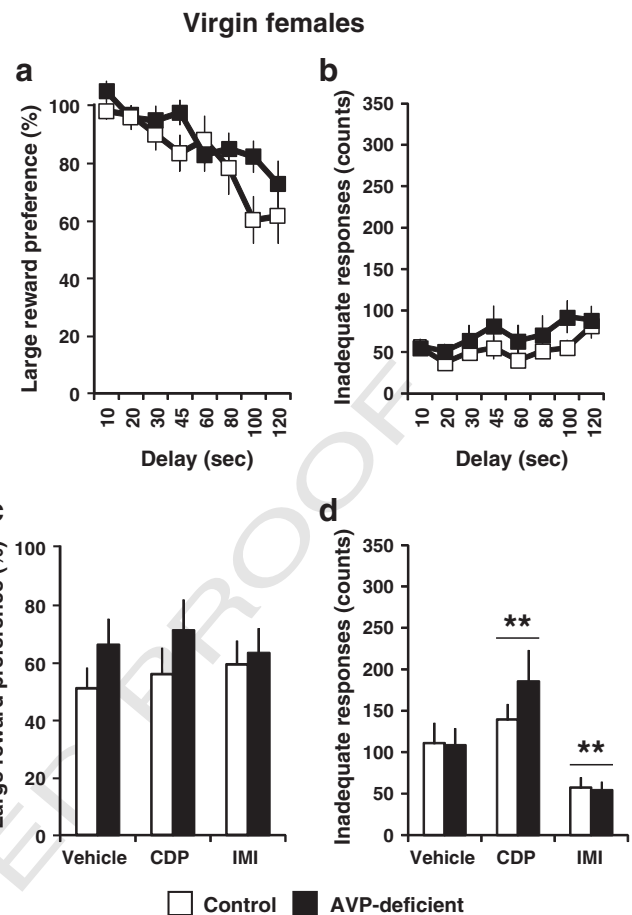 Virgin females
a
Large reward preference (%)
100
80
60
40
20
0
10 20 30 45 60 80 100 120
Delay (sec)
b
Inadequate responses (counts)
350
300
250
200
150
100
50
0
10 20 30 45 60 80 100 120
Delay (sec)
reward preference (%)
100
80
60
40
20
0
Vehicle CDP IMI
d
Inadequate responses (counts)
350
300
250
200
150
100
50
0
**
**
Vehicle CDP IMI
Control AVP-deficient
PROOF